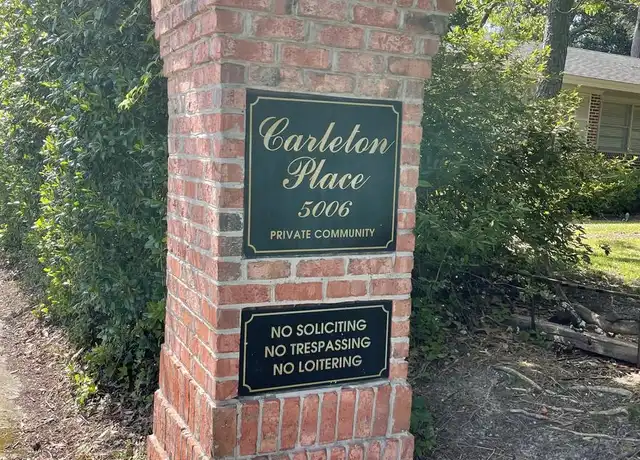 Carleton
Place
5006
PRIVATE COMMUNITY
NO SOLICITING
NO TRESPASSING
NO LOITERING